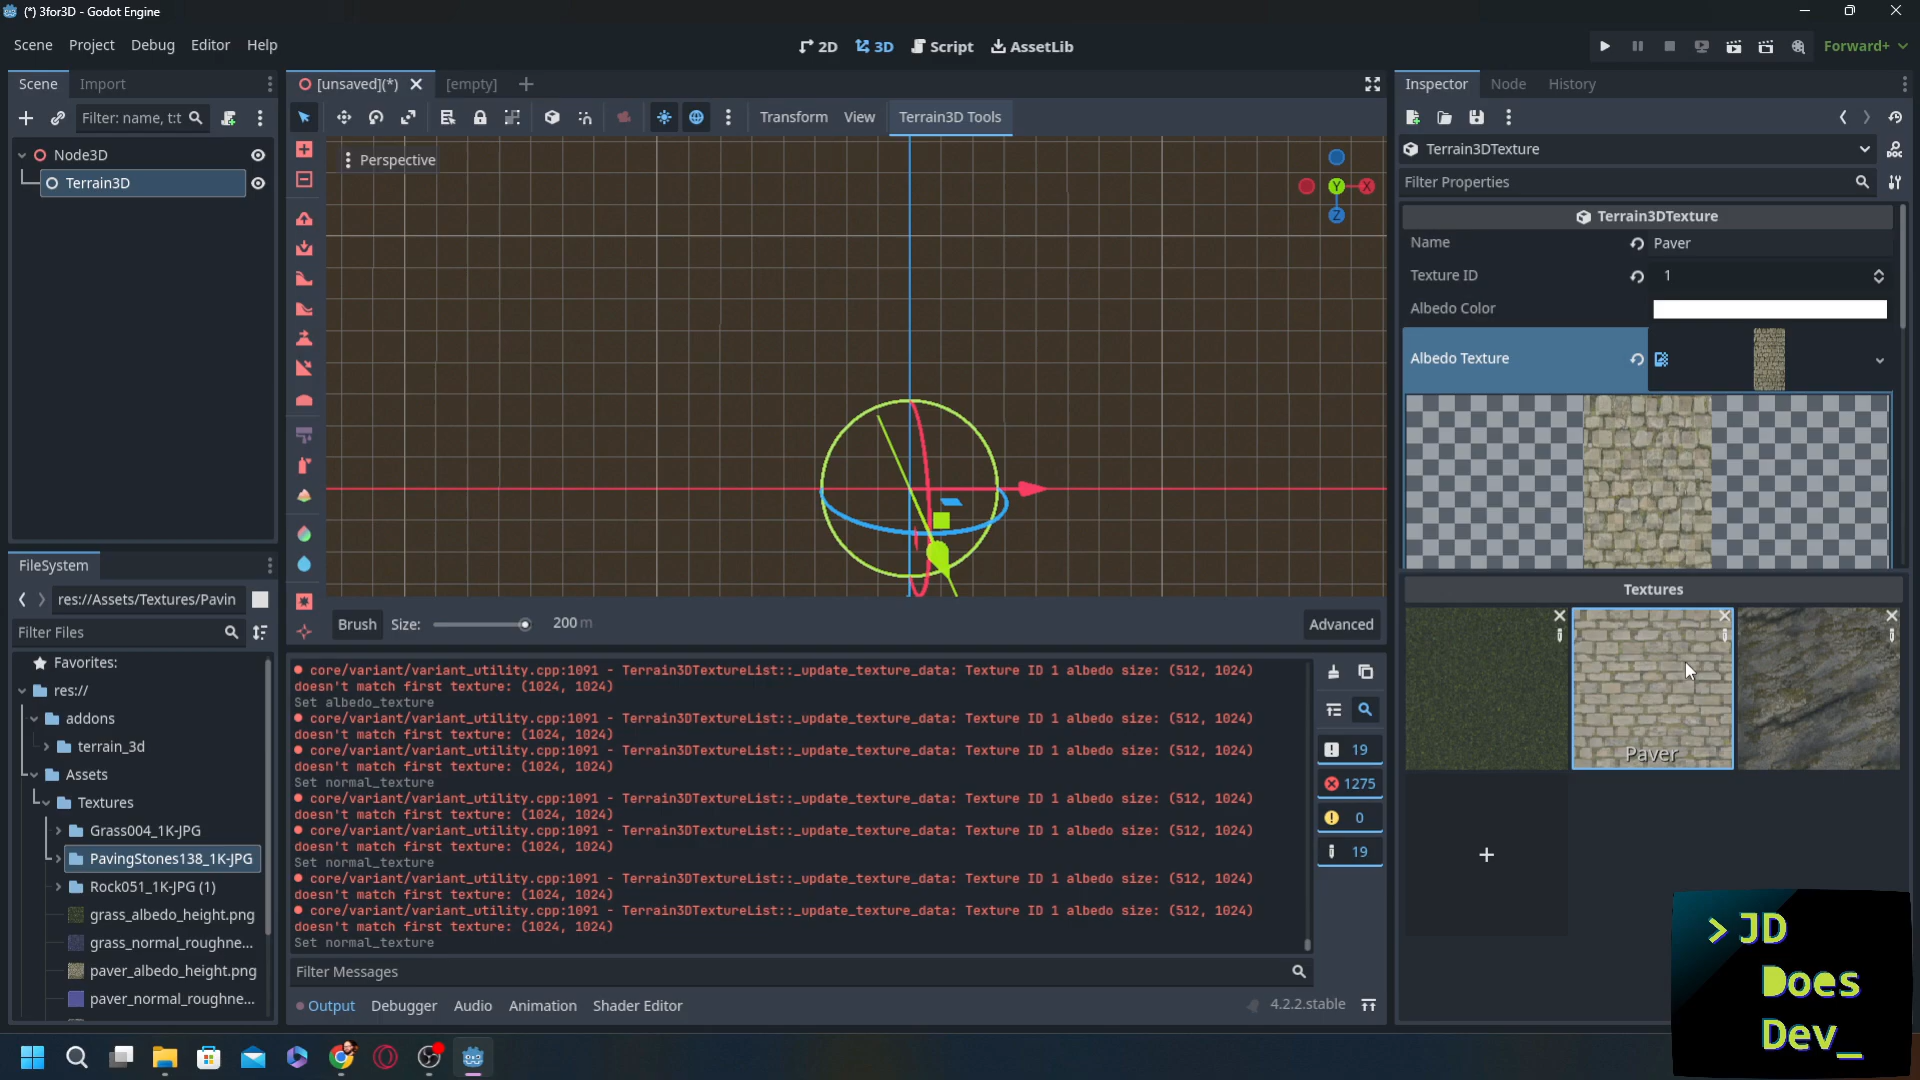 (*) 3for3D - Godot Engine
Scene Project Debug Editor Help
2D 3D Script AssetLib
Forward+
Scene Import
[unsaved](*) [empty]
Inspector Node History
Filter: name, t:t
Transform View Terrain3D Tools
Node3D
Terrain3D
Perspective
Y X Z
Terrain3DTexture
DOC
Filter Properties
Terrain3DTexture
Name Paver
Texture ID 1
Albedo Color
Albedo Texture
Textures
Paver
Brush Size: 200 m Advanced
FileSystem
res://Assets/Textures/Pavin
Filter Files
Favorites:
res://
addons
terrain_3d
Assets
Textures
Grass004_1K-JPG
PavingStones138_1K-JPG
Rock051_1K-JPG (1)
grass_albedo_height.png
grass_normal_roughne...
paver_albedo_height.png
paver_normal_roughne...
core/variant/variant_utility.cpp:1091 - Terrain3DTextureList::_update_texture_data: Texture ID 1 albedo size: (512, 1024)
doesn't match first texture: (1024, 1024)
Set albedo_texture
core/variant/variant_utility.cpp:1091 - Terrain3DTextureList::_update_texture_data: Texture ID 1 albedo size: (512, 1024)
doesn't match first texture: (1024, 1024)
core/variant/variant_utility.cpp:1091 - Terrain3DTextureList::_update_texture_data: Texture ID 1 albedo size: (512, 1024)
doesn't match first texture: (1024, 1024)
Set normal_texture
core/variant/variant_utility.cpp:1091 - Terrain3DTextureList::_update_texture_data: Texture ID 1 albedo size: (512, 1024)
doesn't match first texture: (1024, 1024)
core/variant/variant_utility.cpp:1091 - Terrain3DTextureList::_update_texture_data: Texture ID 1 albedo size: (512, 1024)
doesn't match first texture: (1024, 1024)
Set normal_texture
core/variant/variant_utility.cpp:1091 - Terrain3DTextureList::_update_texture_data: Texture ID 1 albedo size: (512, 1024)
doesn't match first texture: (1024, 1024)
core/variant/variant_utility.cpp:1091 - Terrain3DTextureList::_update_texture_data: Texture ID 1 albedo size: (512, 1024)
doesn't match first texture: (1024, 1024)
Set normal_texture
19
1275
0
19
Filter Messages
Output Debugger Audio Animation Shader Editor
4.2.2.stable
> JD
Does
Dev_